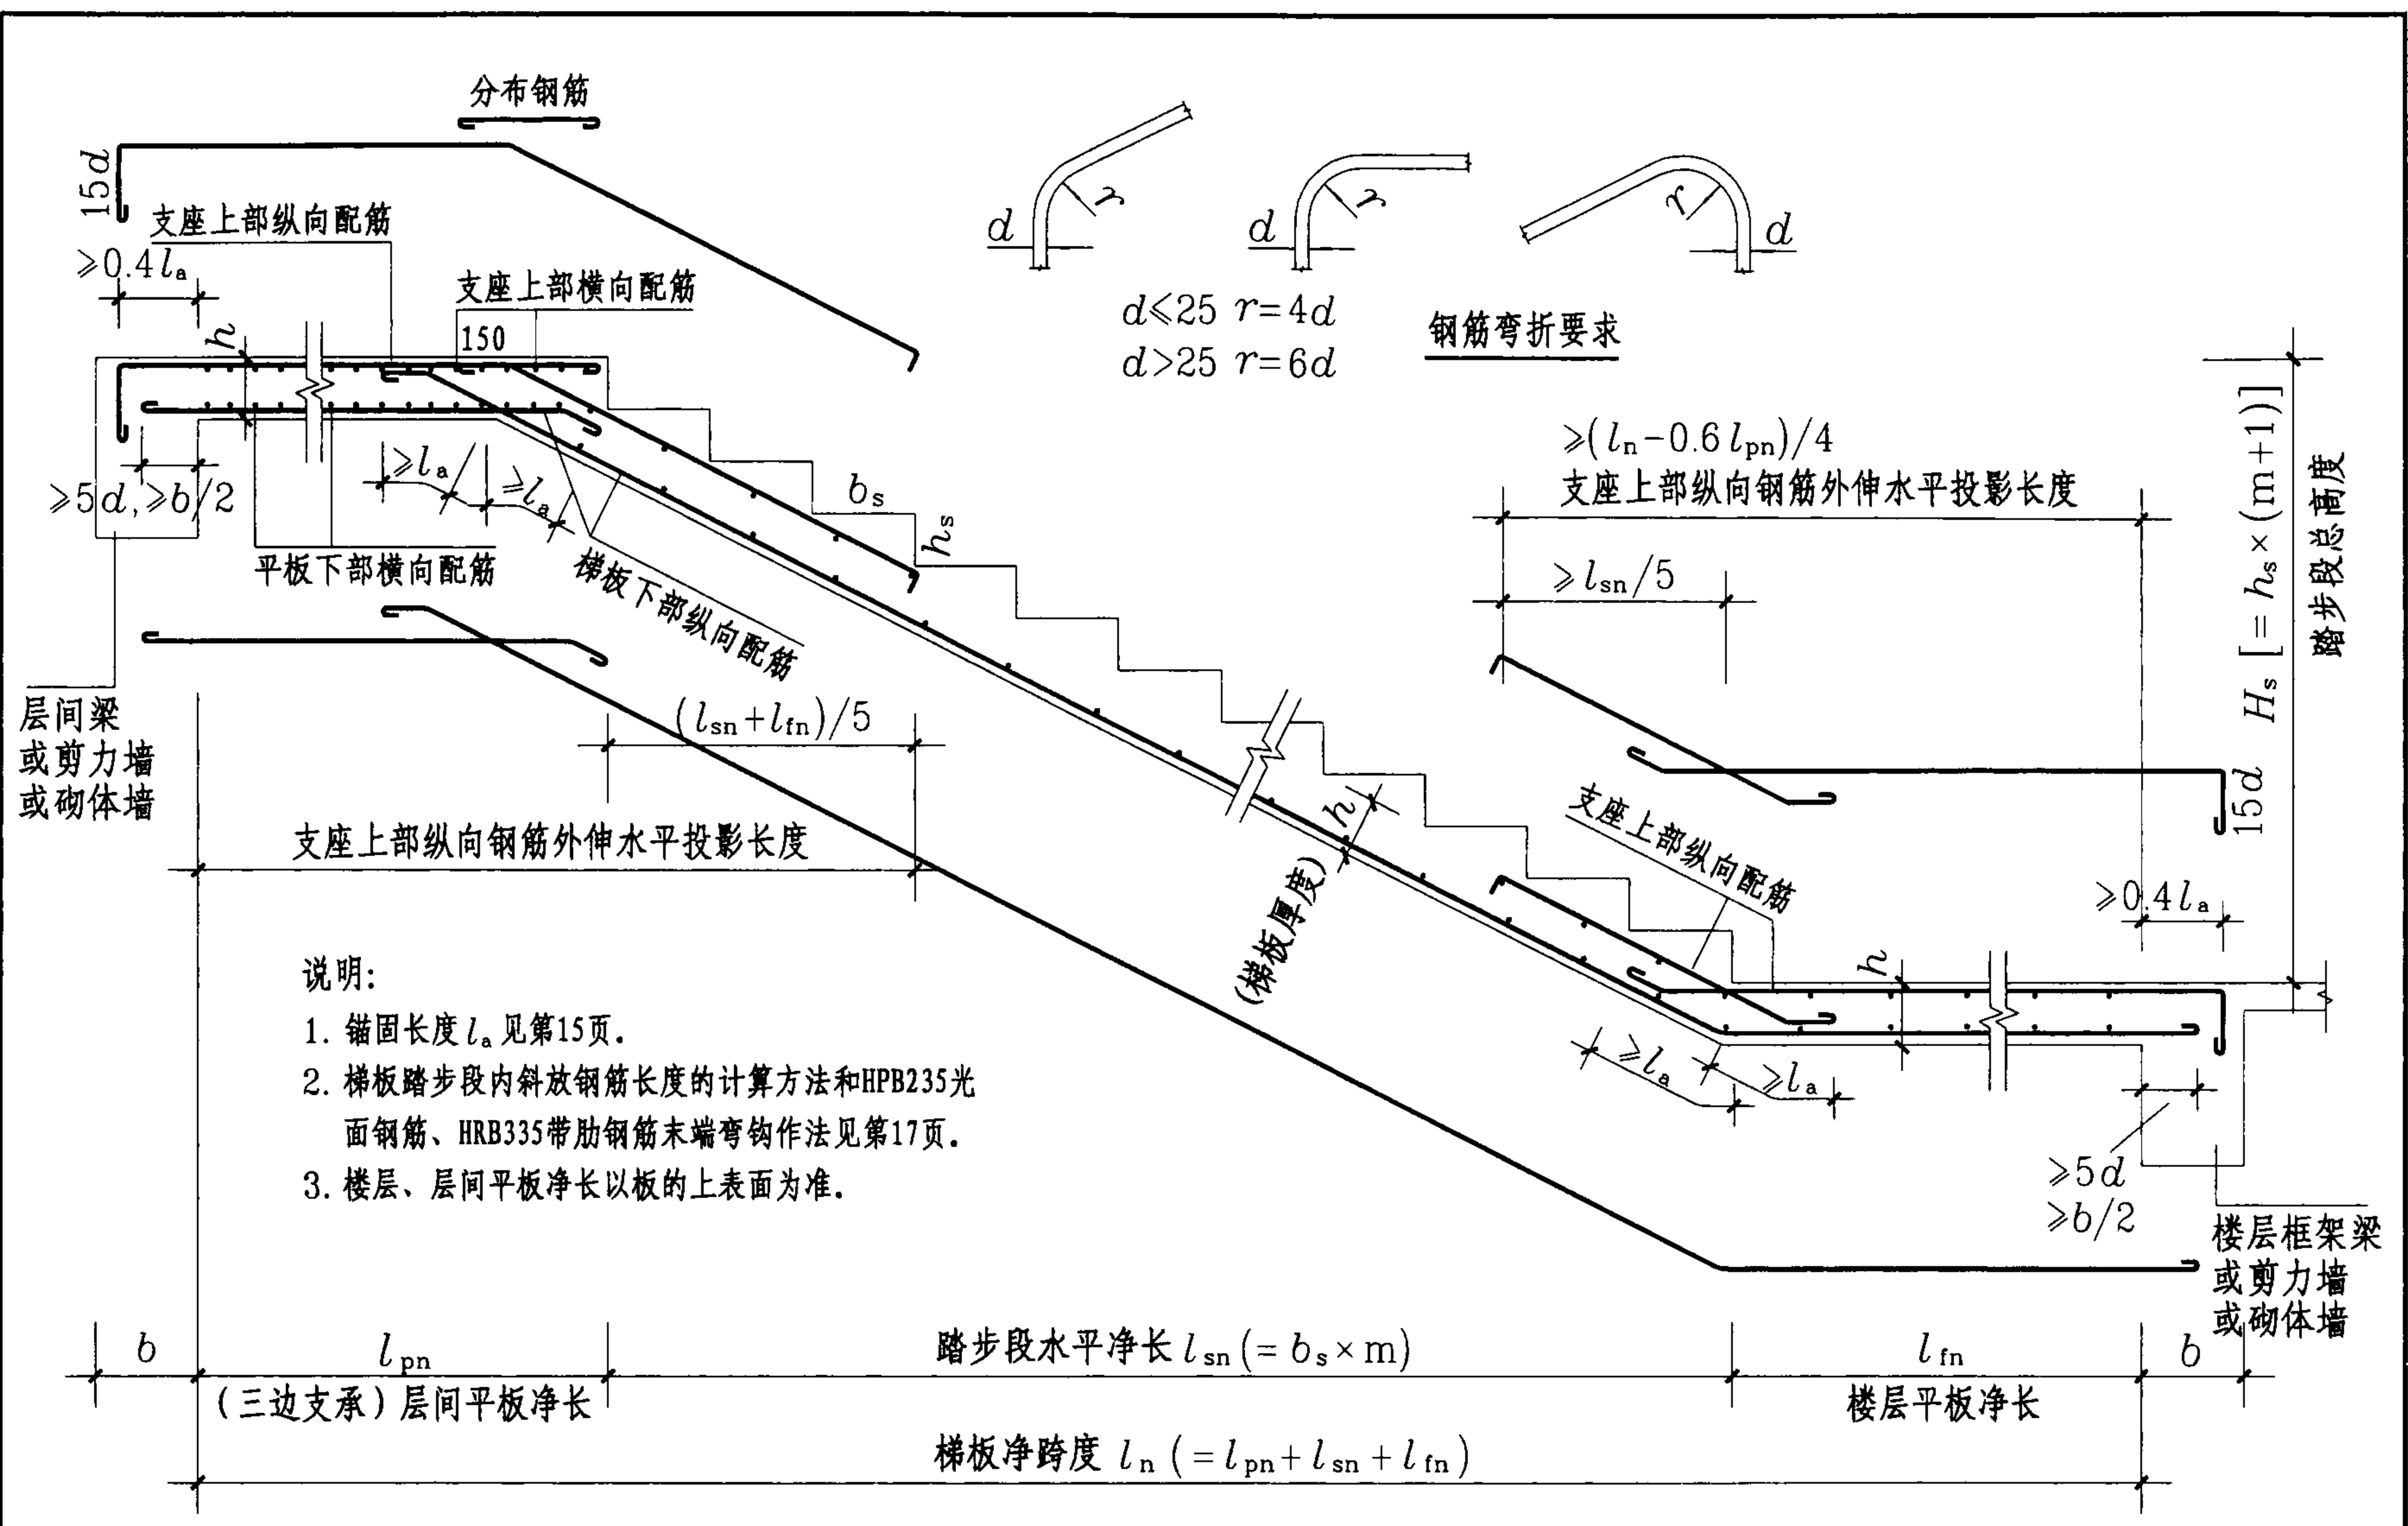 分布钢筋
15d
支座上部纵向配筋
≥0.4lₐ
支座上部横向配筋
150
h
d
r
d
r
r
d
d≤25 r=4d
d>25 r=6d
钢筋弯折要求
≥(lₙ-0.6lₚₙ)/4
支座上部纵向钢筋外伸水平投影长度
≥lₛₙ/5
Hₛ[=hₛ×(m+1)]
踏步段总高度
≥5d,≥b/2
≥lₐ
≥lₐ
bₛ
hₛ
平板下部横向配筋
梯板下部纵向配筋
层间梁
或剪力墙
或砌体墙
(lₛₙ+l_fn)/5
支座上部纵向钢筋外伸水平投影长度
h
(梯板厚度)
支座上部纵向配筋
15d
≥0.4lₐ
h
≥lₐ
≥lₐ
≥5d
≥b/2
楼层框架梁
或剪力墙
或砌体墙
说明:
1. 锚固长度lₐ见第15页.
2. 梯板踏步段内斜放钢筋长度的计算方法和HPB235光
面钢筋、HRB335带肋钢筋末端弯钩作法见第17页.
3. 楼层、层间平板净长以板的上表面为准.
b
lₚₙ
(三边支承)层间平板净长
踏步段水平净长 lₛₙ(=bₛ×m)
l_fn
楼层平板净长
b
梯板净跨度 lₙ (=lₚₙ+lₛₙ+l_fn)